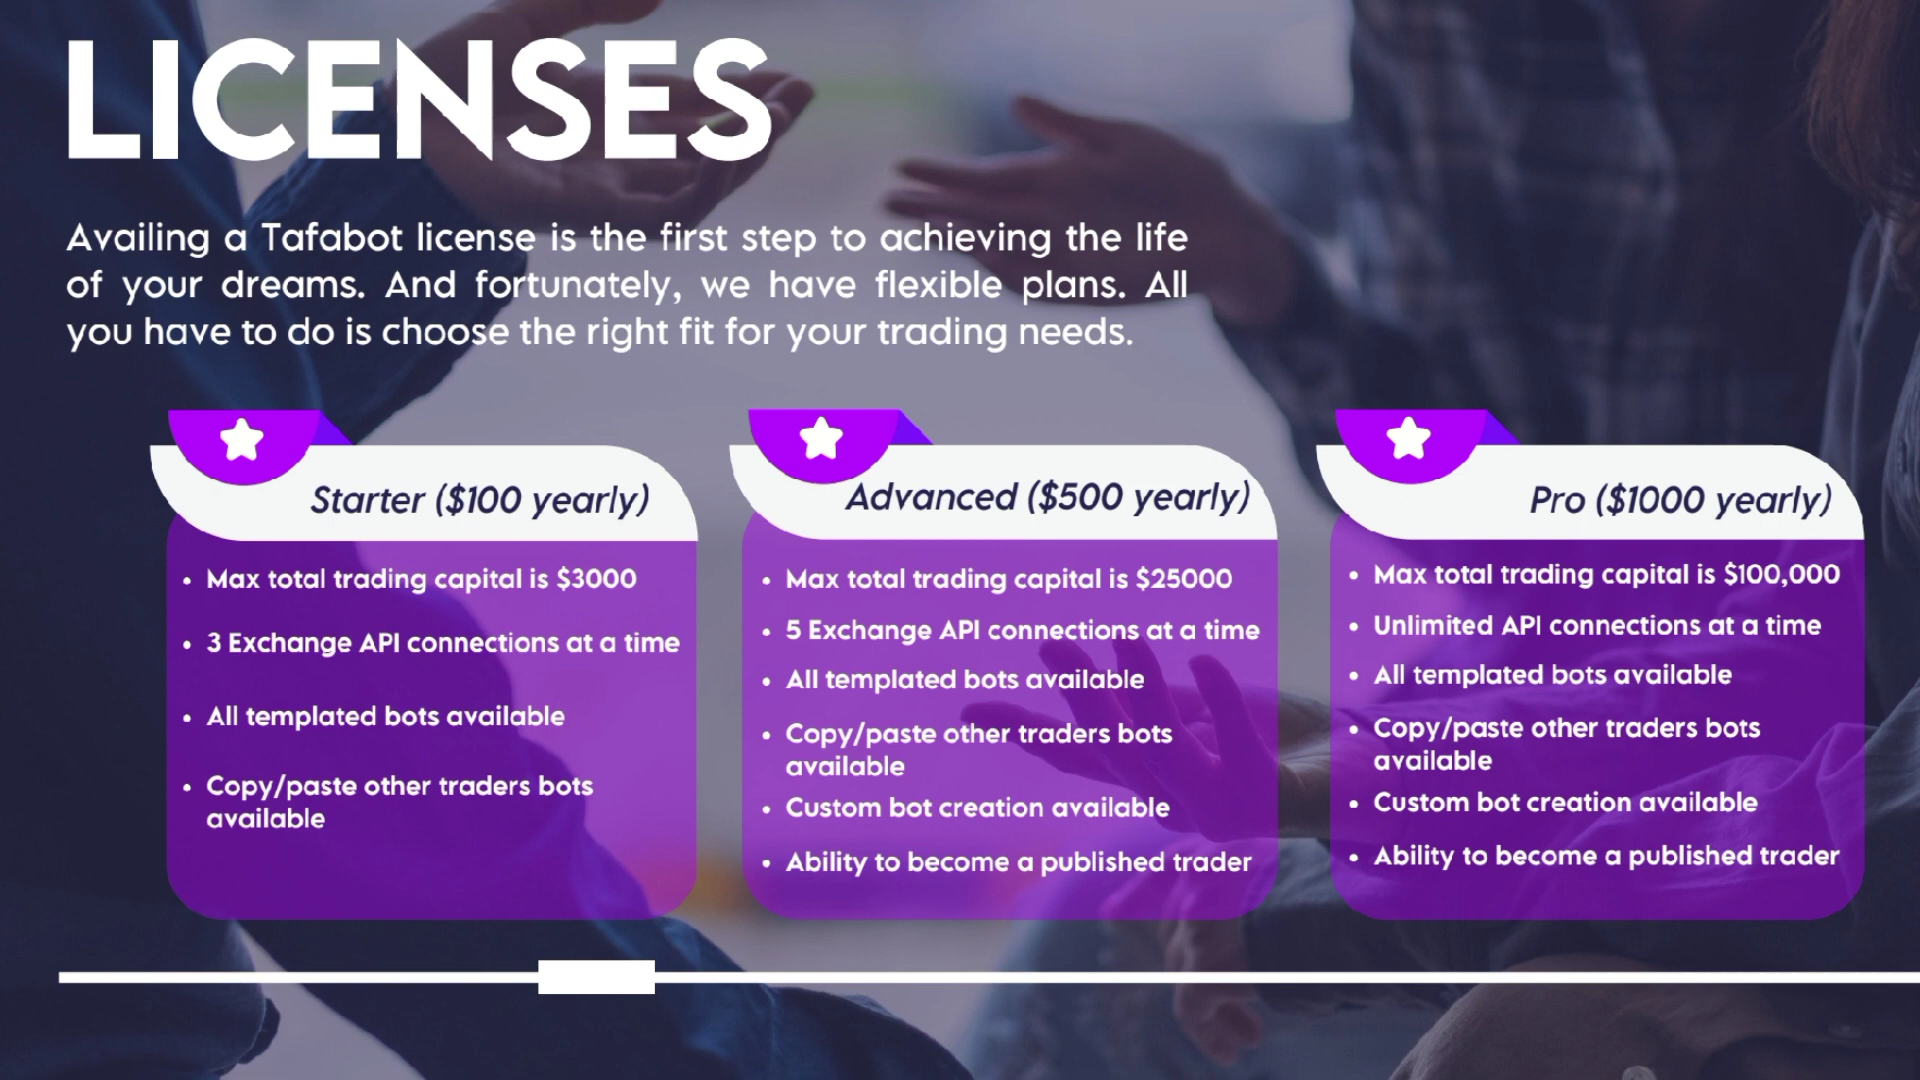 LICENSES
Availing a Tafabot license is the first step to achieving the life
of your dreams. And fortunately, we have flexible plans. All
you have to do is choose the right fit for your trading needs.
Starter ($100 yearly)
• Max total trading capital is $3000
• 3 Exchange API connections at a time
• All templated bots available
• Copy/paste other traders bots
available
Advanced ($500 yearly)
• Max total trading capital is $25000
• 5 Exchange API connections at a time
• All templated bots available
• Copy/paste other traders bots
available
• Custom bot creation available
• Ability to become a published trader
Pro ($1000 yearly)
• Max total trading capital is $100,000
• Unlimited API connections at a time
• All templated bots available
• Copy/paste other traders bots
available
• Custom bot creation available
• Ability to become a published trader